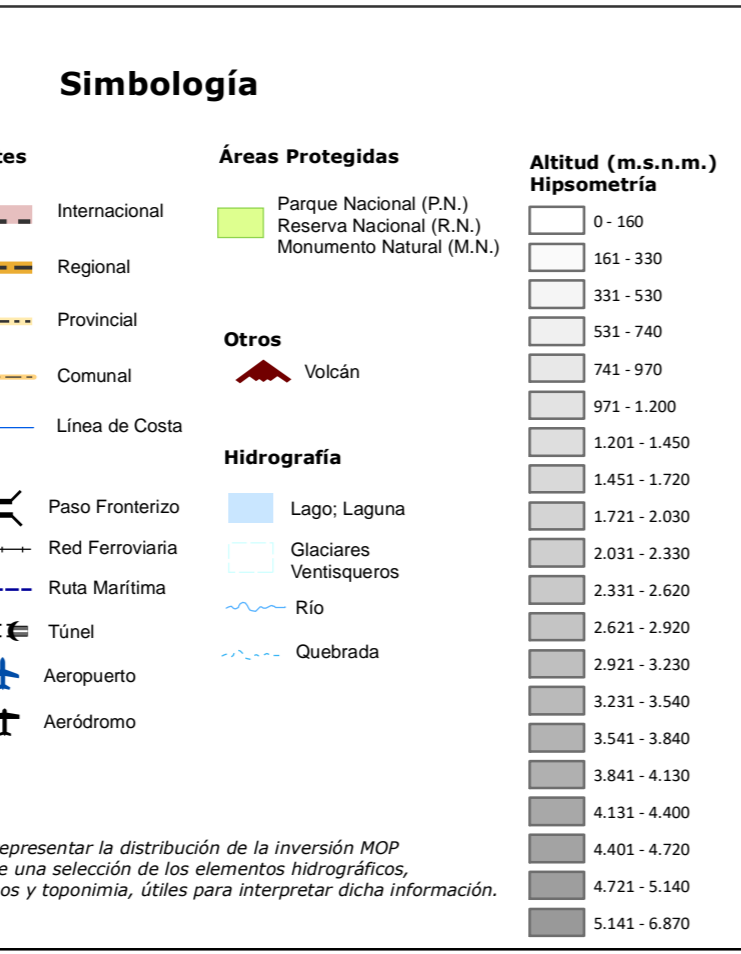 Simbología
Internacional
Regional
Provincial
Comunal
Línea de Costa
Paso Fronterizo
Red Ferroviaria
Ruta Marítima
Túnel
Aeropuerto
Aeródromo
Áreas Protegidas
Parque Nacional (P.N.)
Reserva Nacional (R.N.)
Monumento Natural (M.N.)
Otros
Volcán
Hidrografía
Lago; Laguna
Glaciares
Ventisqueros
Río
Quebrada
Altitud (m.s.n.m.)
Hipsometría
0 - 160
161 - 330
331 - 530
531 - 740
741 - 970
971 - 1.200
1.201 - 1.450
1.451 - 1.720
1.721 - 2.030
2.031 - 2.330
2.331 - 2.620
2.621 - 2.920
2.921 - 3.230
3.231 - 3.540
3.541 - 3.840
3.841 - 4.130
4.131 - 4.400
4.401 - 4.720
4.721 - 5.140
5.141 - 6.870
epresentar la distribución de la inversión MOP
e una selección de los elementos hidrográficos,
os y toponimia, útiles para interpretar dicha información.